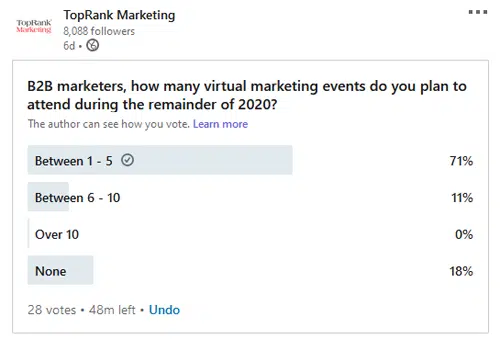 TopRank
Marketing
TopRank Marketing
8,088 followers
6d •
B2B marketers, how many virtual marketing events do you plan to
attend during the remainder of 2020?
The author can see how you vote. Learn more
Between 1 - 5 71%
Between 6 - 10 11%
Over 10 0%
None 18%
28 votes • 48m left • Undo